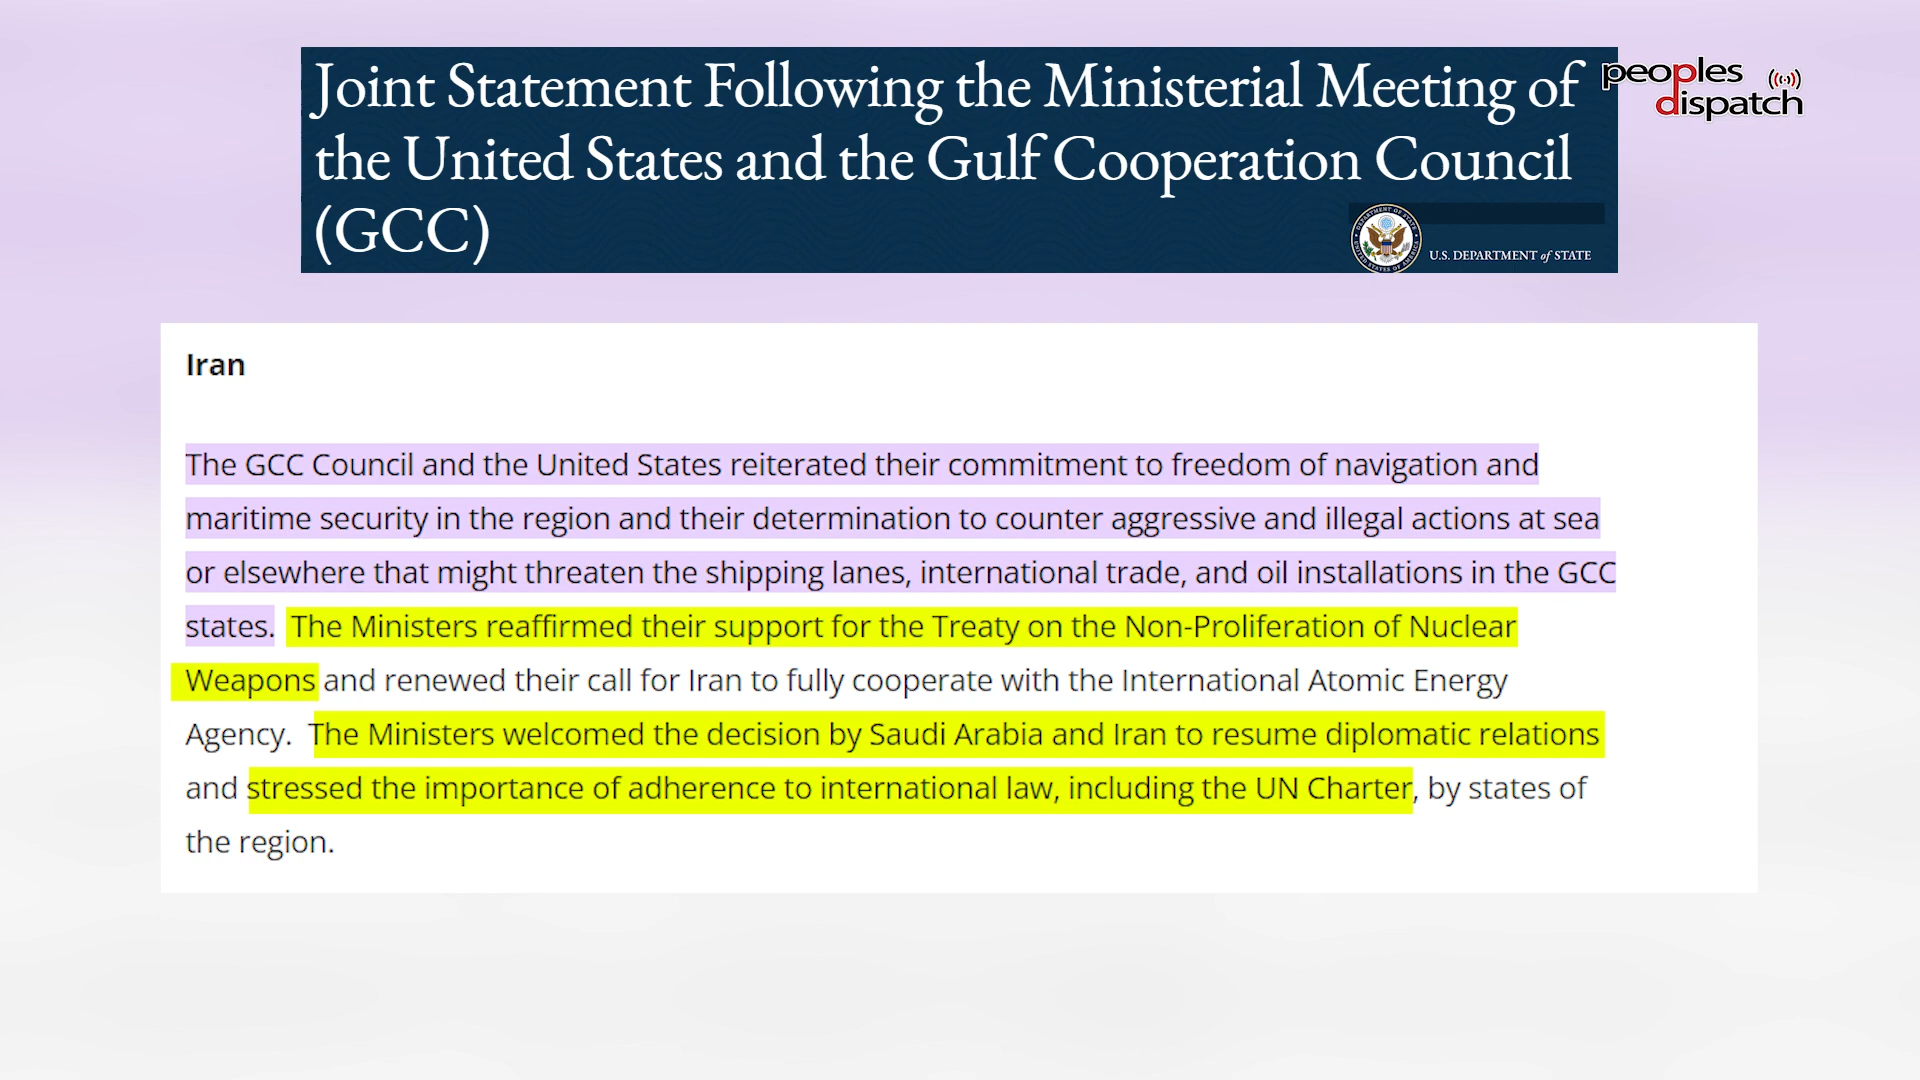 Joint Statement Following the Ministerial Meeting of
the United States and the Gulf Cooperation Council
(GCC)
peoples
dispatch
U.S. DEPARTMENT of STATE
Iran
The GCC Council and the United States reiterated their commitment to freedom of navigation and
maritime security in the region and their determination to counter aggressive and illegal actions at sea
or elsewhere that might threaten the shipping lanes, international trade, and oil installations in the GCC
states. The Ministers reaffirmed their support for the Treaty on the Non-Proliferation of Nuclear
Weapons and renewed their call for Iran to fully cooperate with the International Atomic Energy
Agency. The Ministers welcomed the decision by Saudi Arabia and Iran to resume diplomatic relations
and stressed the importance of adherence to international law, including the UN Charter, by states of
the region.